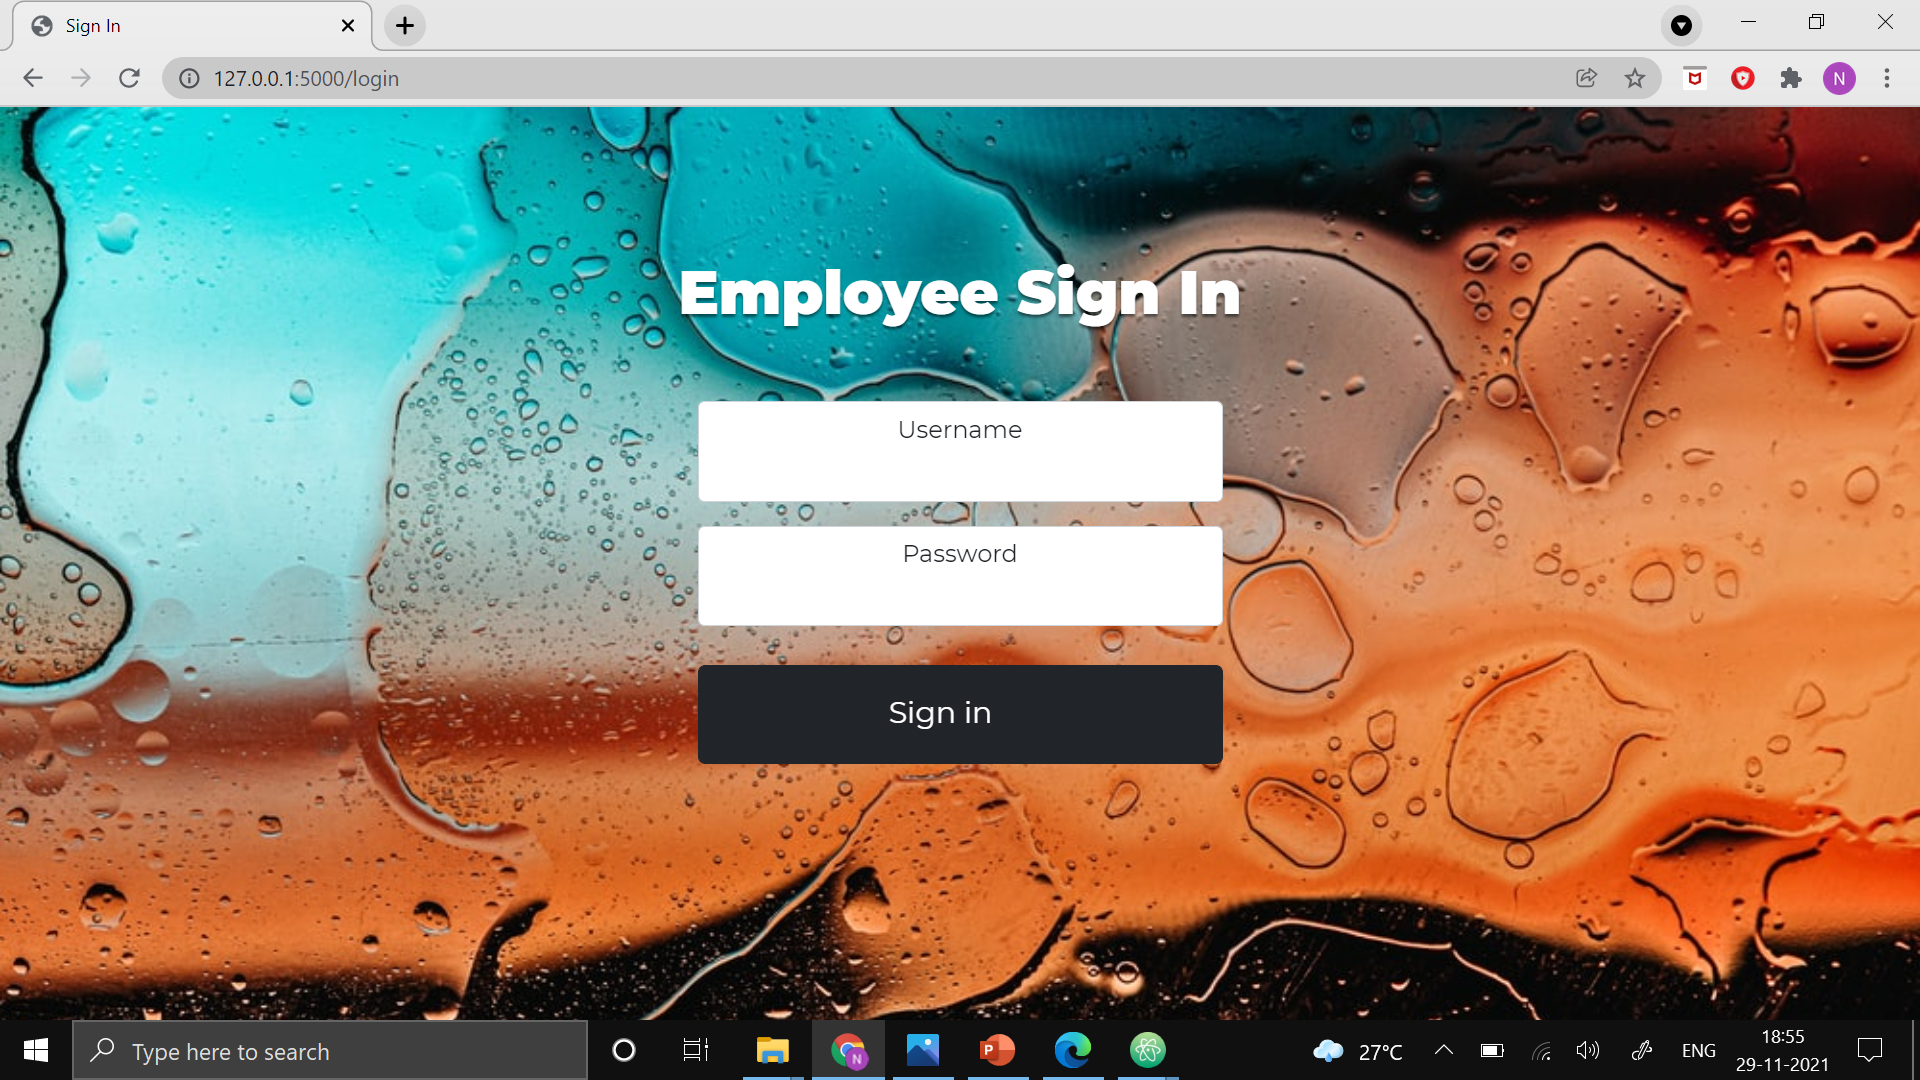 Sign In
127.0.0.1:5000/login
N
Employee Sign In
Username
Password
Sign in
Type here to search
N
P
27°C
ENG
18:55
29-11-2021